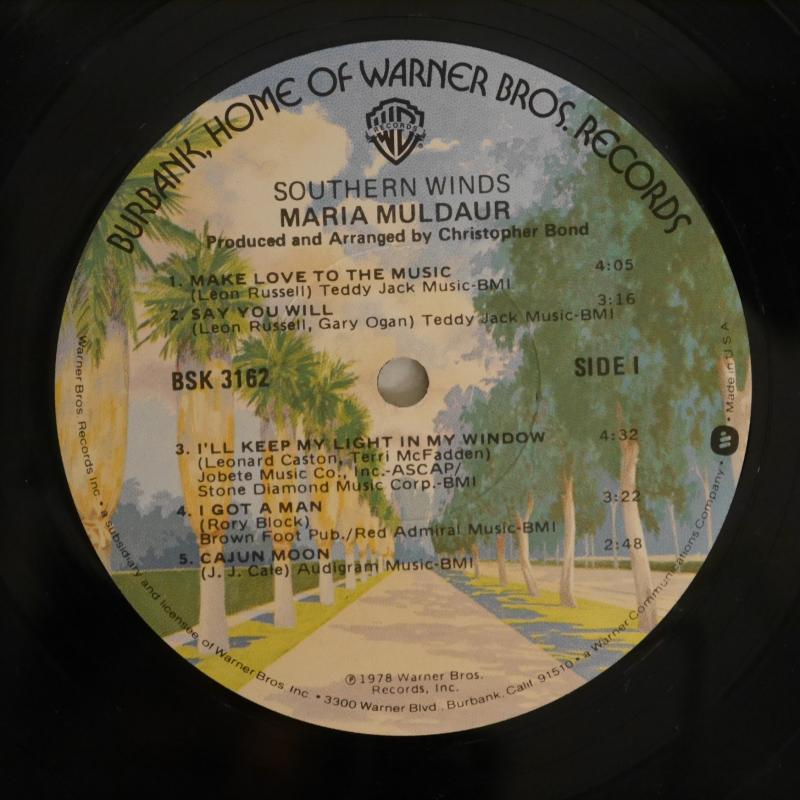 BURBANK, HOME OF WARNER BROS. RECORDS
RECORDS
SOUTHERN WINDS
MARIA MULDAUR
Produced and Arranged by Christopher Bond
1. MAKE LOVE TO THE MUSIC 4:05
(Leon Russell) Teddy Jack Music-BMI
2. SAY YOU WILL 3:16
(Leon Russell, Gary Ogan) Teddy Jack Music-BMI
BSK 3162 SIDE I
3. I'LL KEEP MY LIGHT IN MY WINDOW 4:32
(Leonard Caston, Terri McFadden)
Jobete Music Co., Inc.-ASCAP/
Stone Diamond Music Corp.-BMI
4. I GOT A MAN 3:22
(Rory Block)
Brown Foot Pub./Red Admiral Music-BMI
5. CAJUN MOON 2:48
(J. J. Cale) Audigram Music-BMI
℗1978 Warner Bros.
Records, Inc.
Warner Bros. Records Inc. • a subsidiary and licensee of Warner Bros. Inc. • 3300 Warner Blvd., Burbank, Calif. 91510 • a Warner Communications Company • Made in U S A